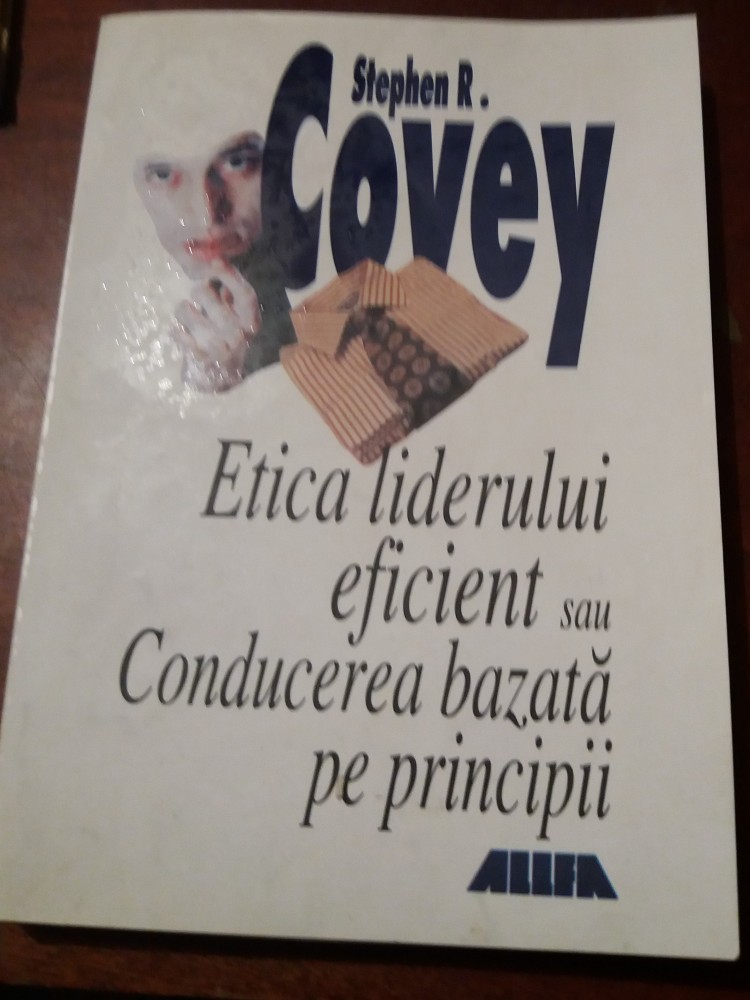 Stephen R.
Covey
Etica liderului
eficient sau
Conducerea bazată
pe principii
ALLFA